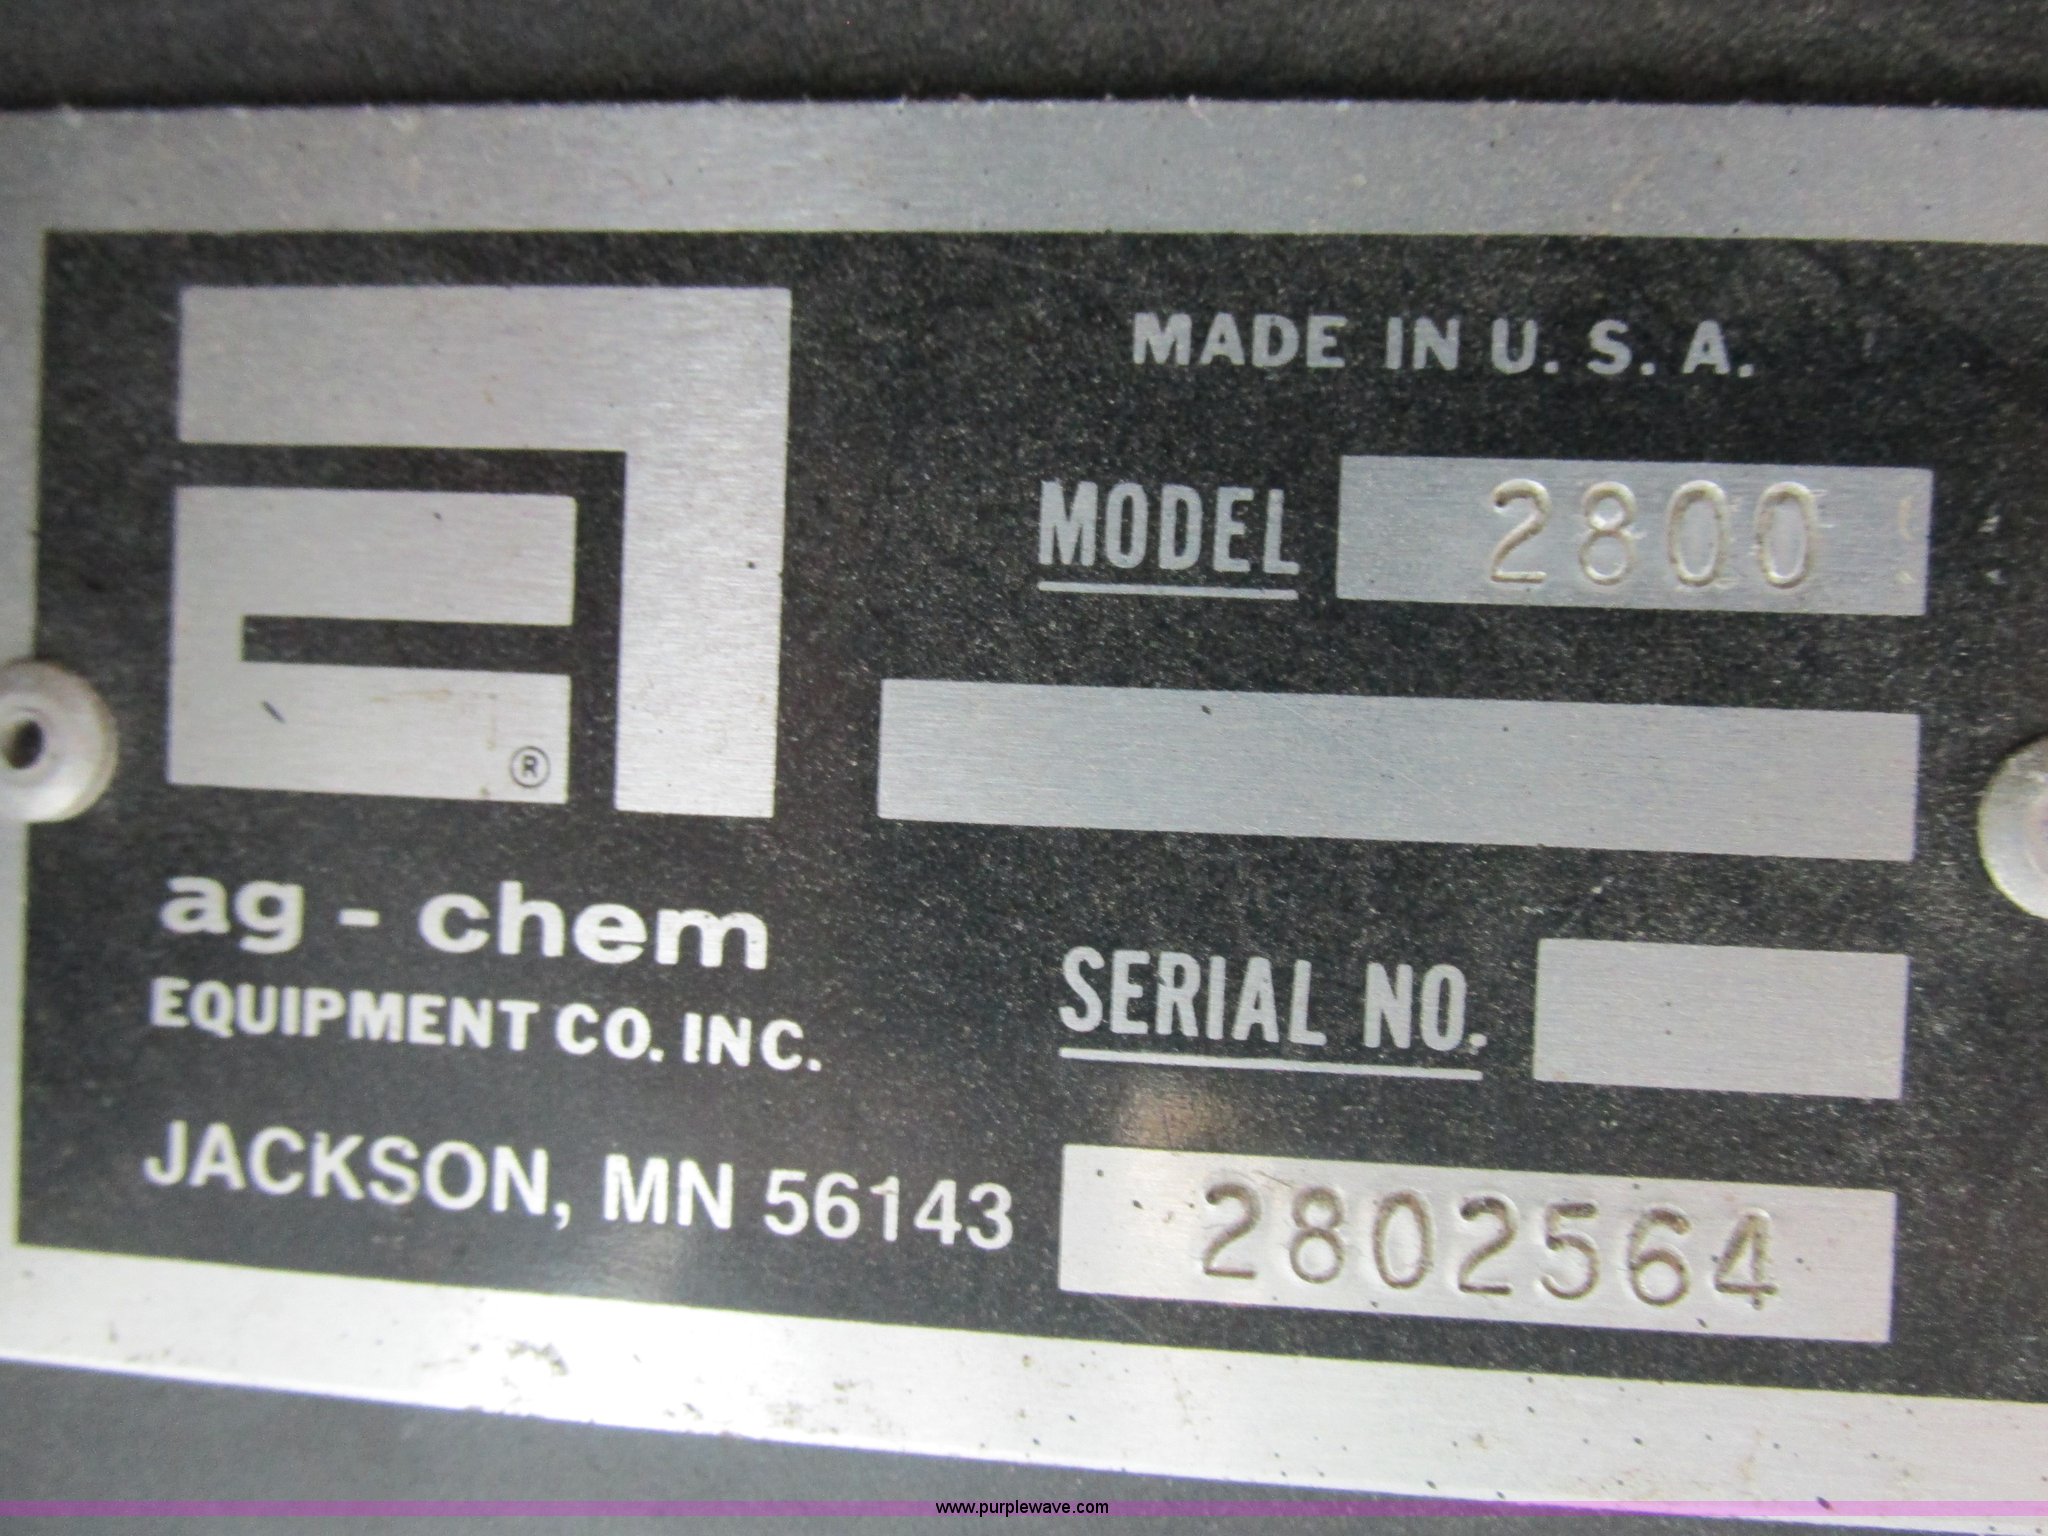 MADE IN U. S. A.
MODEL 2800
®
ag - chem
EQUIPMENT CO. INC.
SERIAL NO.
JACKSON, MN 56143
2802564
www.purplewave.com